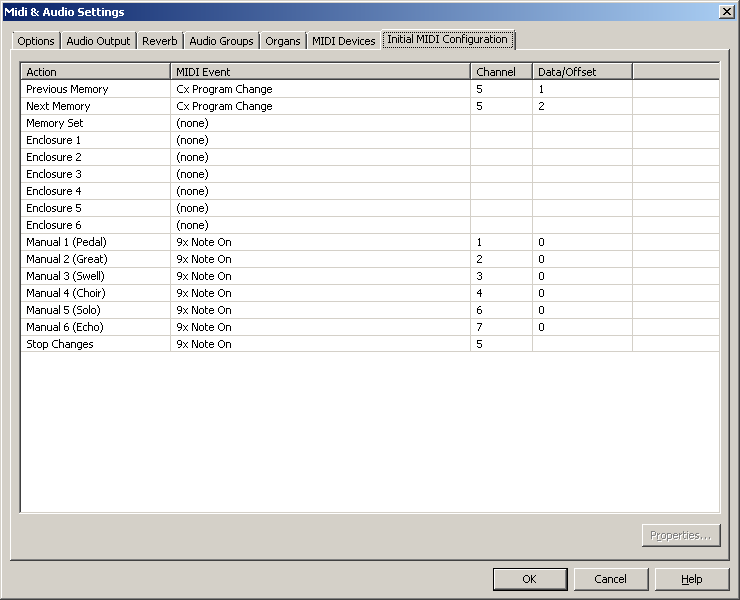 Midi & Audio Settings
Options Audio Output Reverb Audio Groups Organs MIDI Devices Initial MIDI Configuration
Action MIDI Event Channel Data/Offset
Previous Memory Cx Program Change 5 1
Next Memory Cx Program Change 5 2
Memory Set (none)
Enclosure 1 (none)
Enclosure 2 (none)
Enclosure 3 (none)
Enclosure 4 (none)
Enclosure 5 (none)
Enclosure 6 (none)
Manual 1 (Pedal) 9x Note On 1 0
Manual 2 (Great) 9x Note On 2 0
Manual 3 (Swell) 9x Note On 3 0
Manual 4 (Choir) 9x Note On 4 0
Manual 5 (Solo) 9x Note On 6 0
Manual 6 (Echo) 9x Note On 7 0
Stop Changes 9x Note On 5
Properties...
OK Cancel Help